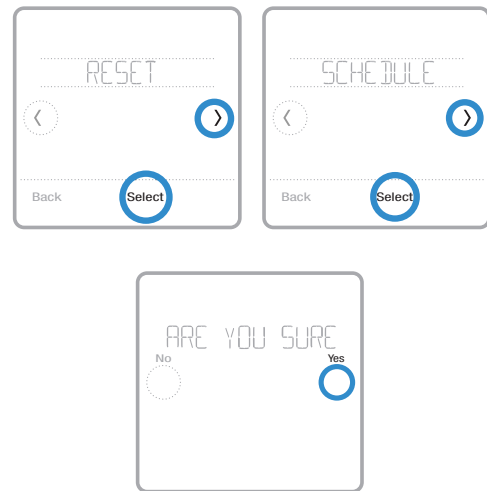 RESET
Back Select
SCHEDULE
Back Select
ARE YOU SURE
No Yes